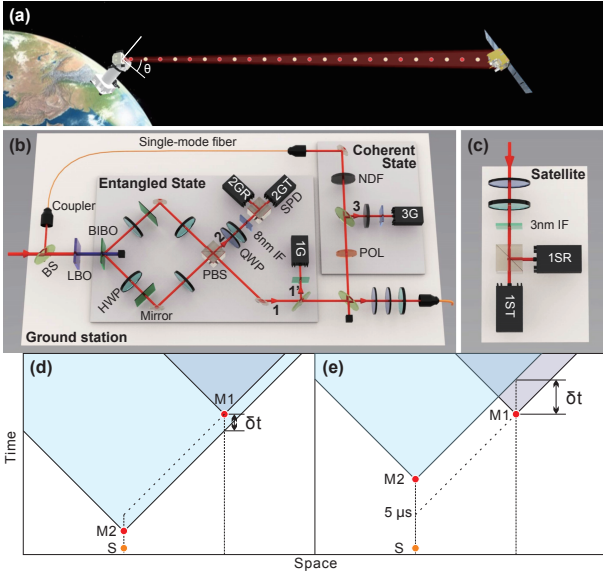 (a)
θ
(b)
Single-mode fiber
Coherent
State
Entangled State
2GR
2GT
SPD
NDF
Coupler
3
3G
8nm IF
2
QWP
BIBO
1G
POL
BS
LBO
PBS
HWP
1'
1
Mirror
Ground station
(c)
Satellite
3nm IF
1SR
1ST
(d)
M1
δt
M2
S
(e)
δt
M1
M2
5 μs
S
Time
Space